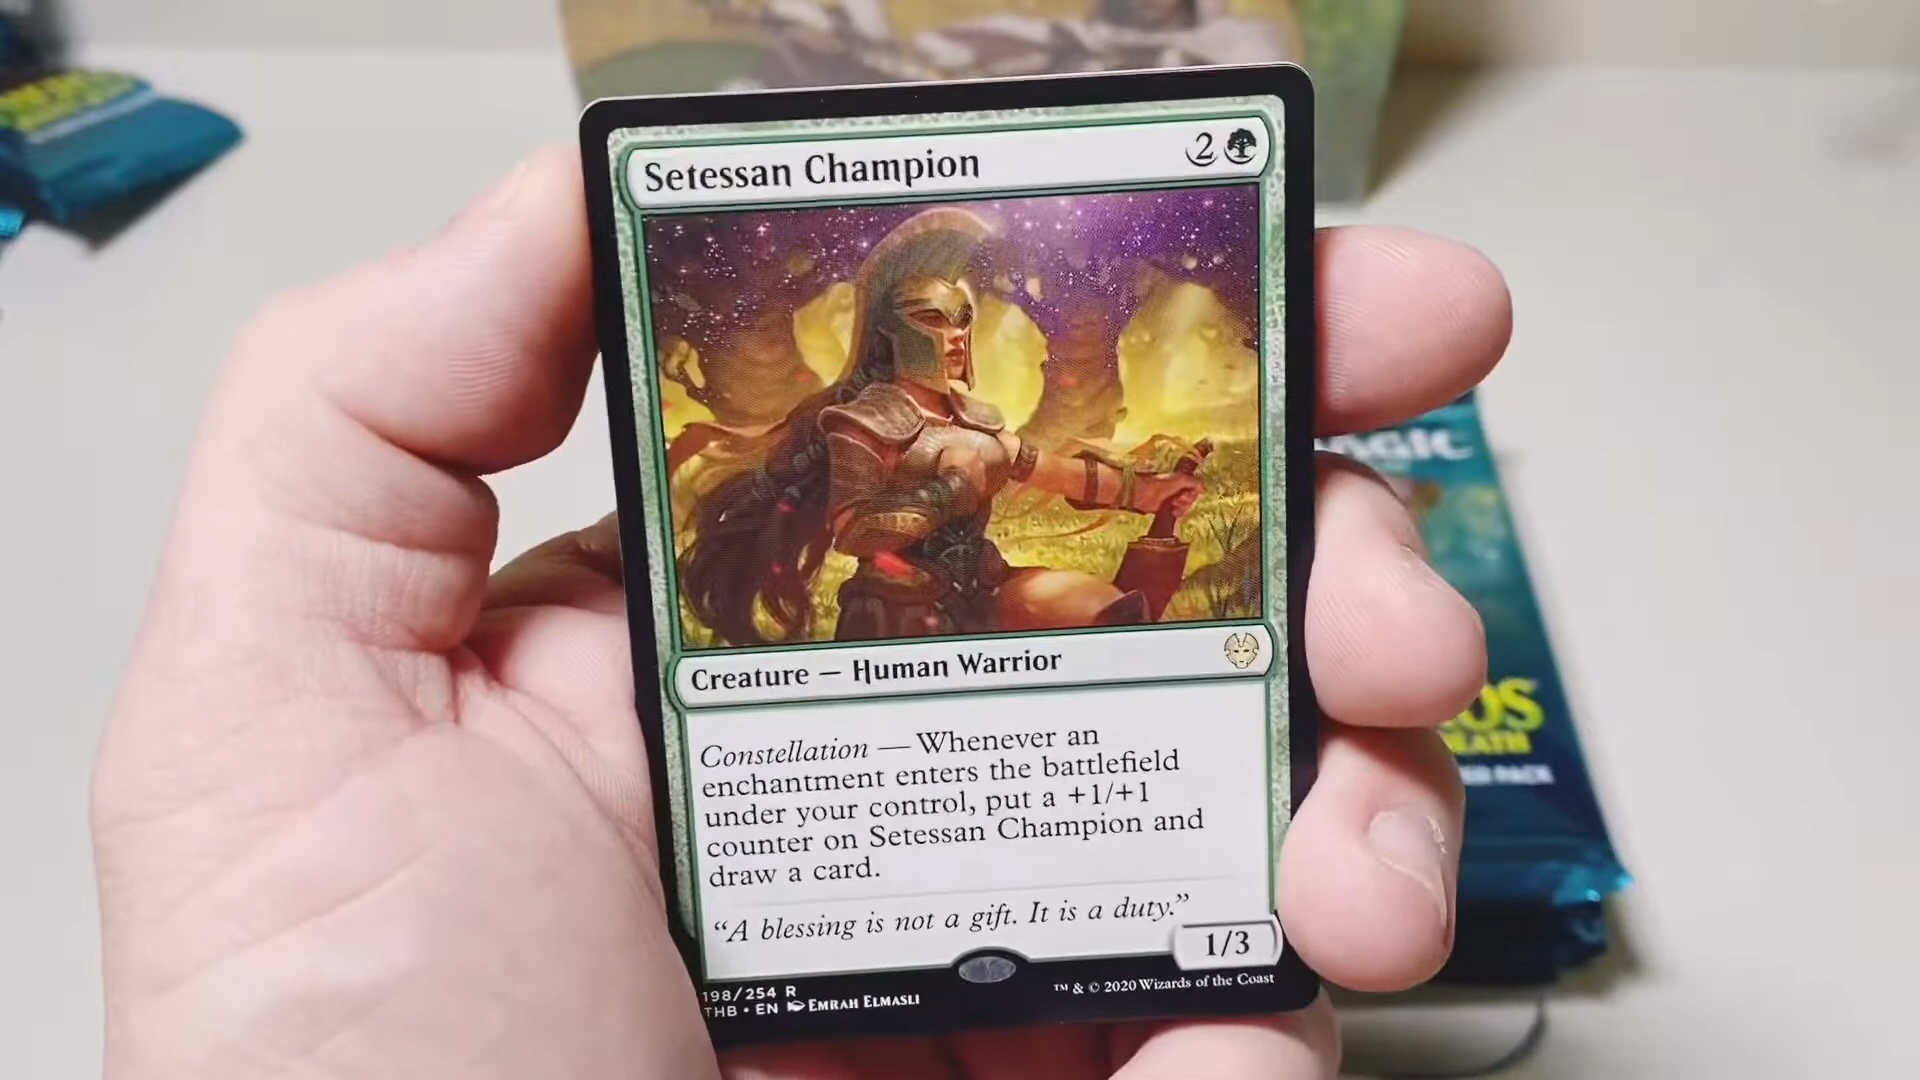 Setessan Champion
2
Creature — Human Warrior
Constellation — Whenever an
enchantment enters the battlefield
under your control, put a +1/+1
counter on Setessan Champion and
draw a card.
“A blessing is not a gift. It is a duty.”
1/3
198/254 R
THB • EN EMRAH ELMASLI
™ & © 2020 Wizards of the Coast
MAGIC
PACK